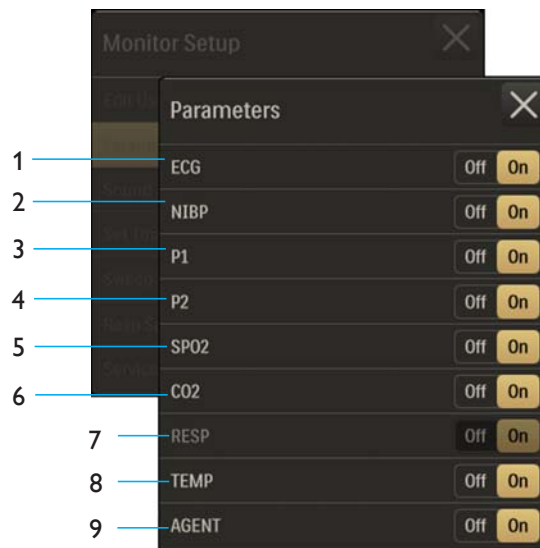 Monitor Setup
Parameters
1 ECG Off On
2 NIBP Off On
3 P1 Off On
4 P2 Off On
5 SPO2 Off On
6 CO2 Off On
7 RESP Off On
8 TEMP Off On
9 AGENT Off On
Sound
Service